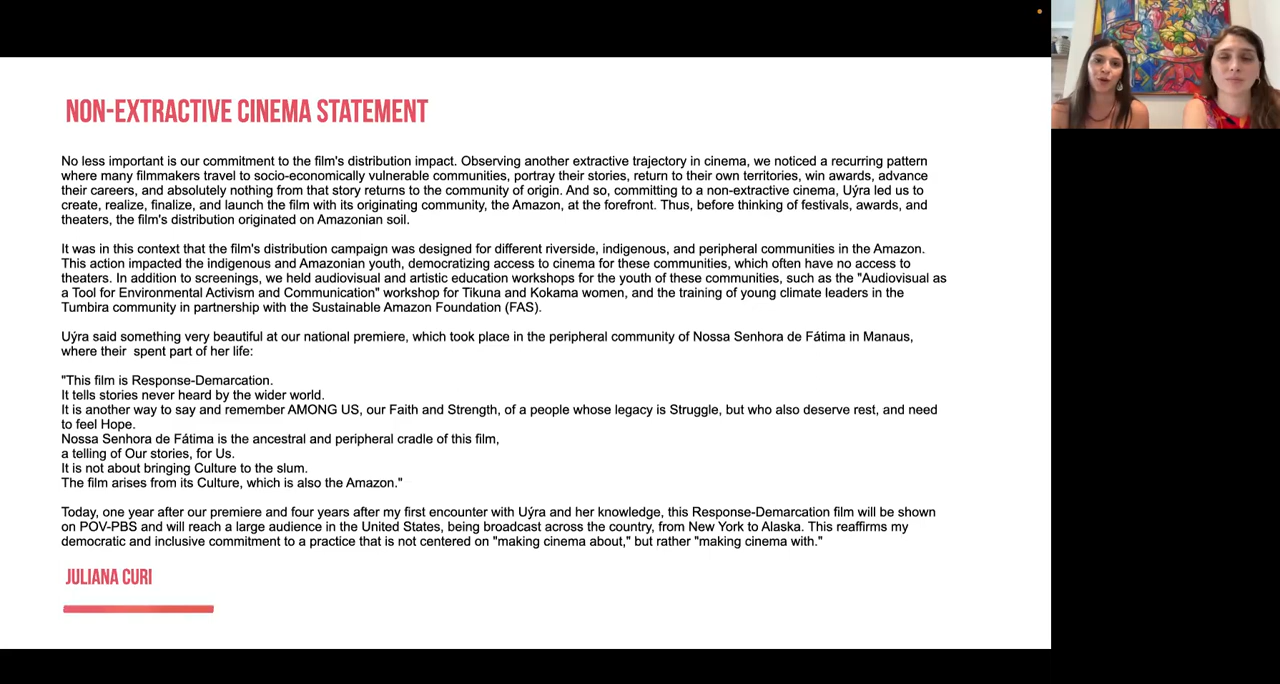 NON-EXTRACTIVE CINEMA STATEMENT
No less important is our commitment to the film's distribution impact. Observing another extractive trajectory in cinema, we noticed a recurring pattern
where many filmmakers travel to socio-economically vulnerable communities, portray their stories, return to their own territories, win awards, advance
their careers, and absolutely nothing from that story returns to the community of origin. And so, committing to a non-extractive cinema, Uýra led us to
create, realize, finalize, and launch the film with its originating community, the Amazon, at the forefront. Thus, before thinking of festivals, awards, and
theaters, the film's distribution originated on Amazonian soil.
It was in this context that the film's distribution campaign was designed for different riverside, indigenous, and peripheral communities in the Amazon.
This action impacted the indigenous and Amazonian youth, democratizing access to cinema for these communities, which often have no access to
theaters. In addition to screenings, we held audiovisual and artistic education workshops for the youth of these communities, such as the "Audiovisual as
a Tool for Environmental Activism and Communication" workshop for Tikuna and Kokama women, and the training of young climate leaders in the
Tumbira community in partnership with the Sustainable Amazon Foundation (FAS).
Uýra said something very beautiful at our national premiere, which took place in the peripheral community of Nossa Senhora de Fátima in Manaus,
where their  spent part of her life:
"This film is Response-Demarcation.
It tells stories never heard by the wider world.
It is another way to say and remember AMONG US, our Faith and Strength, of a people whose legacy is Struggle, but who also deserve rest, and need
to feel Hope.
Nossa Senhora de Fátima is the ancestral and peripheral cradle of this film,
a telling of Our stories, for Us.
It is not about bringing Culture to the slum.
The film arises from its Culture, which is also the Amazon."
Today, one year after our premiere and four years after my first encounter with Uýra and her knowledge, this Response-Demarcation film will be shown
on POV-PBS and will reach a large audience in the United States, being broadcast across the country, from New York to Alaska. This reaffirms my
democratic and inclusive commitment to a practice that is not centered on "making cinema about," but rather "making cinema with."
JULIANA CURI